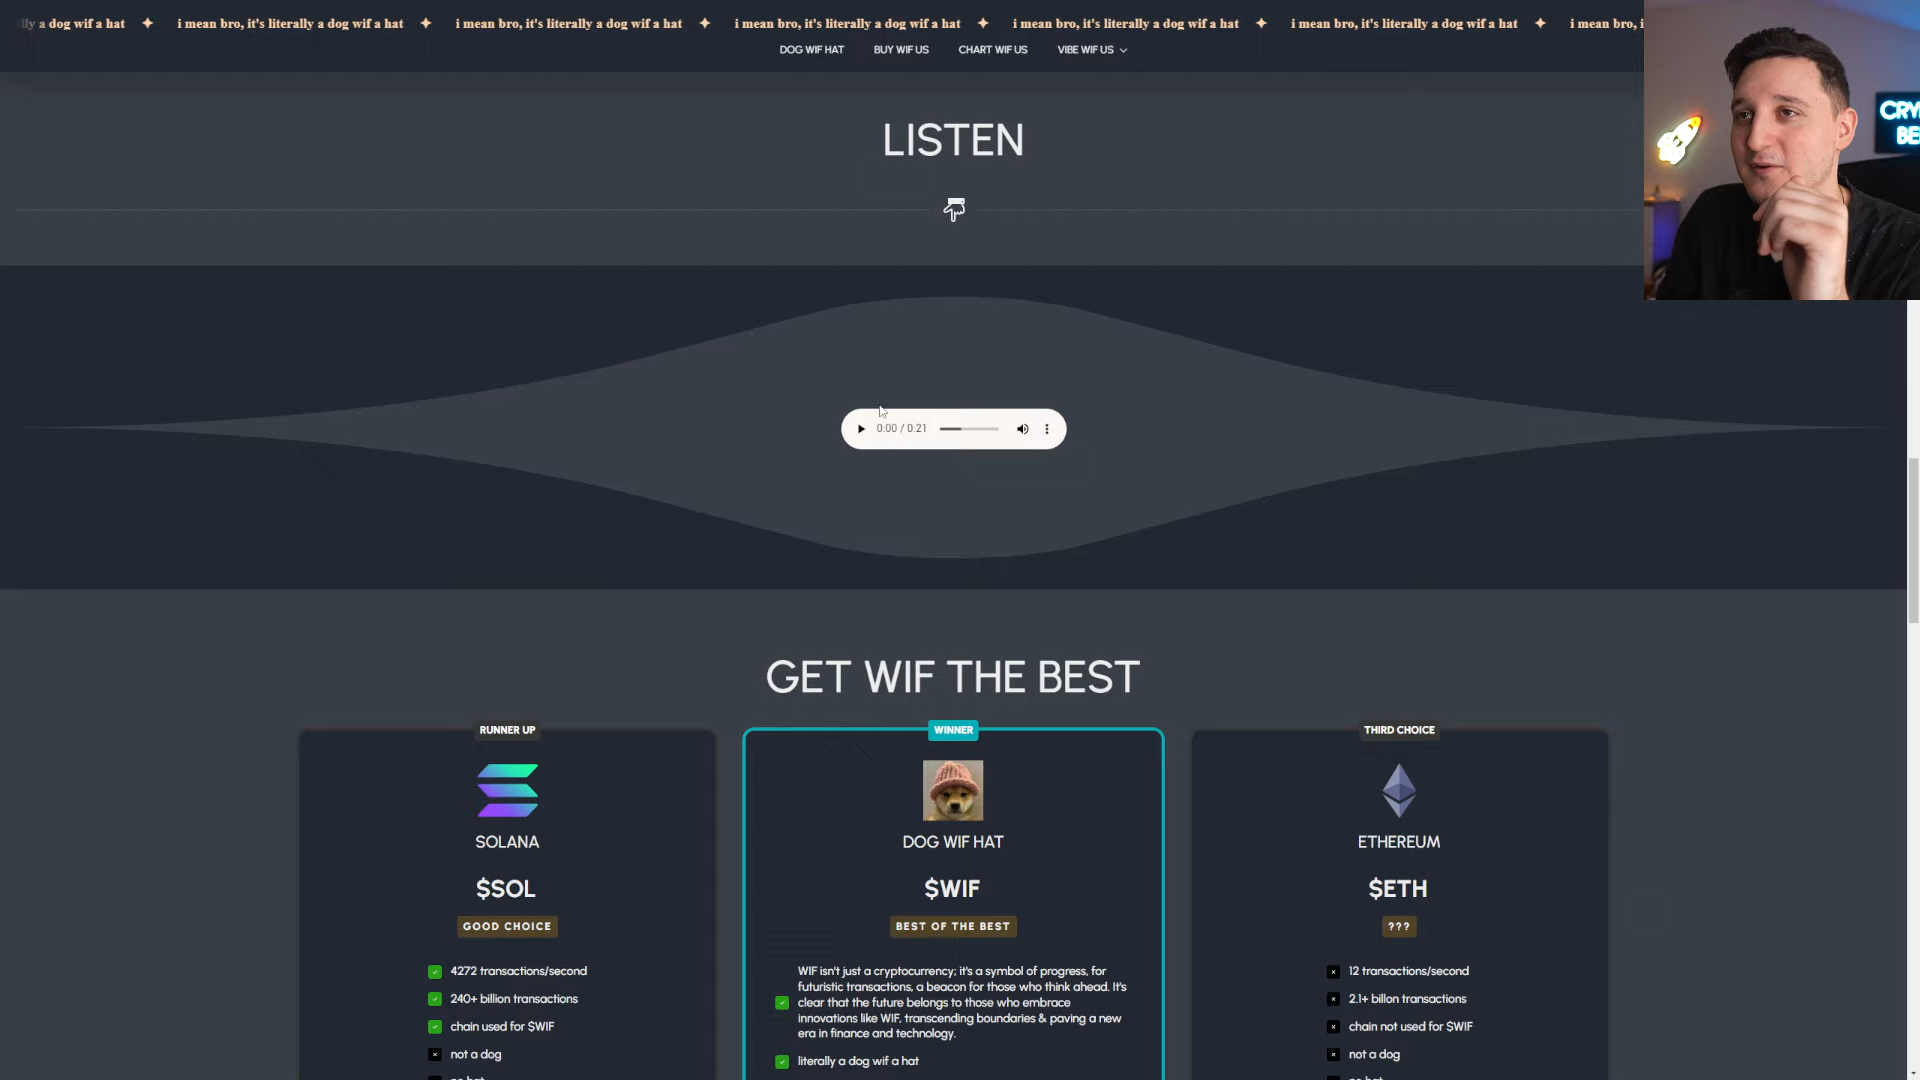 lly a dog wif a hat ✦ i mean bro, it's literally a dog wif a hat ✦ i mean bro, it's literally a dog wif a hat ✦ i mean bro, it's literally a dog wif a hat ✦ i mean bro, it's literally a dog wif a hat ✦ i mean bro, it's literally a dog wif a hat ✦ i mean bro, i
DOG WIF HAT BUY WIF US CHART WIF US VIBE WIF US
CRY
BE
LISTEN
0:00 / 0:21
GET WIF THE BEST
RUNNER UP
SOLANA
$SOL
GOOD CHOICE
4272 transactions/second
240+ billion transactions
chain used for $WIF
not a dog
WINNER
DOG WIF HAT
$WIF
BEST OF THE BEST
WIF isn't just a cryptocurrency; it's a symbol of progress, for
futuristic transactions, a beacon for those who think ahead. It's
clear that the future belongs to those who embrace
innovations like WIF, transcending boundaries & paving a new
era in finance and technology.
literally a dog wif a hat
THIRD CHOICE
ETHEREUM
$ETH
???
12 transactions/second
2.1+ billon transactions
chain not used for $WIF
not a dog